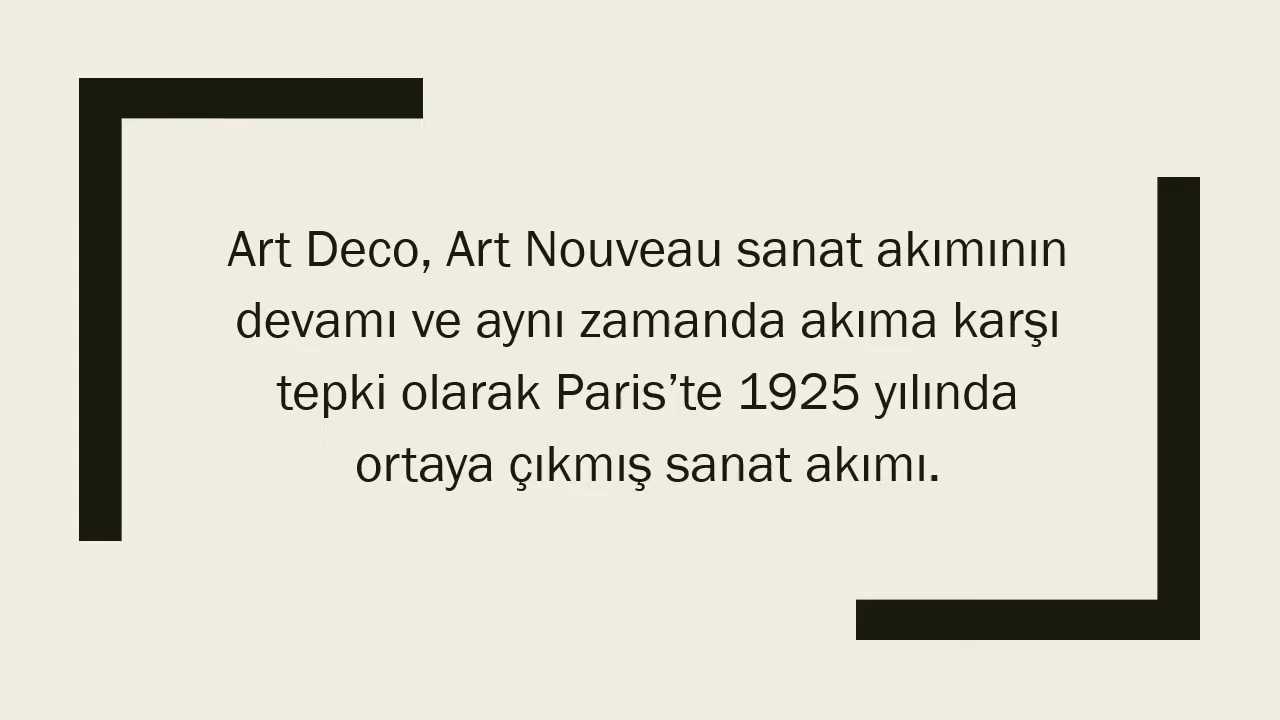 Art Deco, Art Nouveau sanat akımının
devamı ve aynı zamanda akıma karşı
tepki olarak Paris’te 1925 yılında
ortaya çıkmış sanat akımı.